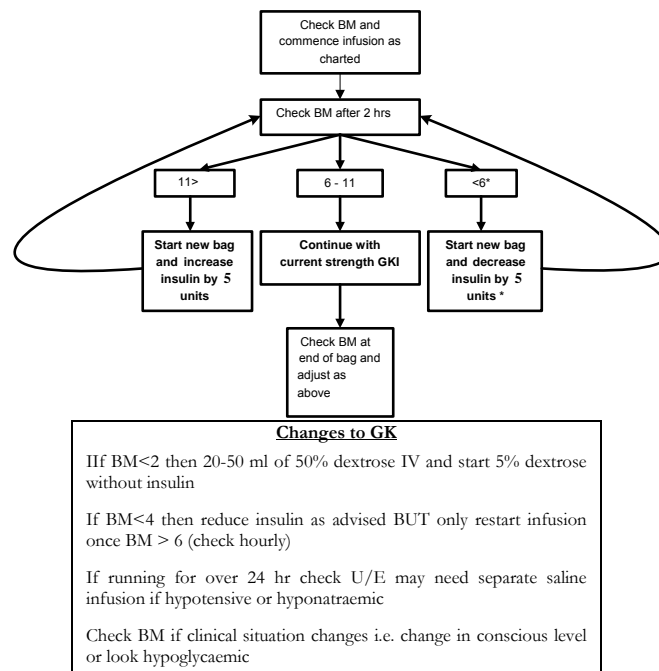 Check BM and
commence infusion as
charted
Check BM after 2 hrs
11>
6 - 11
<6*
Start new bag
and increase
insulin by 5
units
Continue with
current strength GKI
Start new bag
and decrease
insulin by 5
units *
Check BM at
end of bag and
adjust as
above
Changes to GK
IIf BM<2 then 20-50 ml of 50% dextrose IV and start 5% dextrose
without insulin
If BM<4 then reduce insulin as advised BUT only restart infusion
once BM > 6 (check hourly)
If running for over 24 hr check U/E may need separate saline
infusion if hypotensive or hyponatraemic
Check BM if clinical situation changes i.e. change in conscious level
or look hypoglycaemic